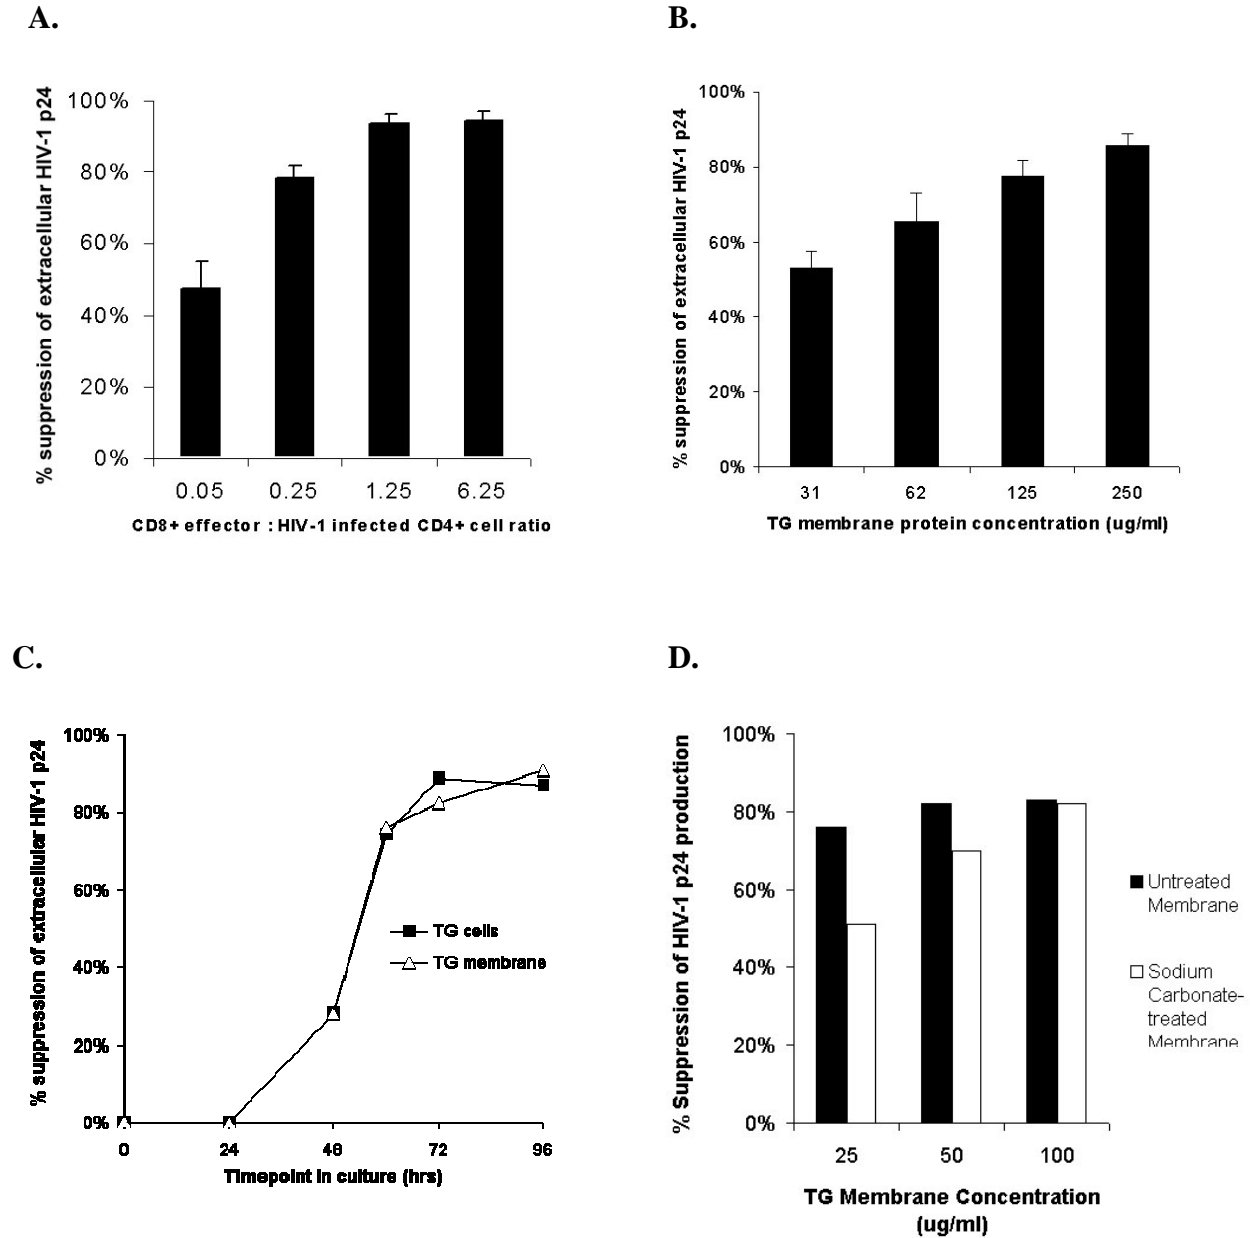 A.
% suppression of extracellular HIV-1 p24
100%
80%
60%
40%
20%
0%
0.05 0.25 1.25 6.25
CD8+ effector : HIV-1 infected CD4+ cell ratio
B.
% suppression of extracellular HIV-1 p24
100%
80%
60%
40%
20%
0%
31 62 125 250
TG membrane protein concentration (ug/ml)
C.
% suppression of extracellular HIV-1 p24
100%
80%
60%
40%
20%
0%
TG cells
TG membrane
0 24 48 72 96
Timepoint in culture (hrs)
D.
% Suppression of HIV-1 p24 production
100%
80%
60%
40%
20%
0%
25 50 100
TG Membrane Concentration
(ug/ml)
Untreated
Membrane
Sodium
Carbonate-
treated
Membrane